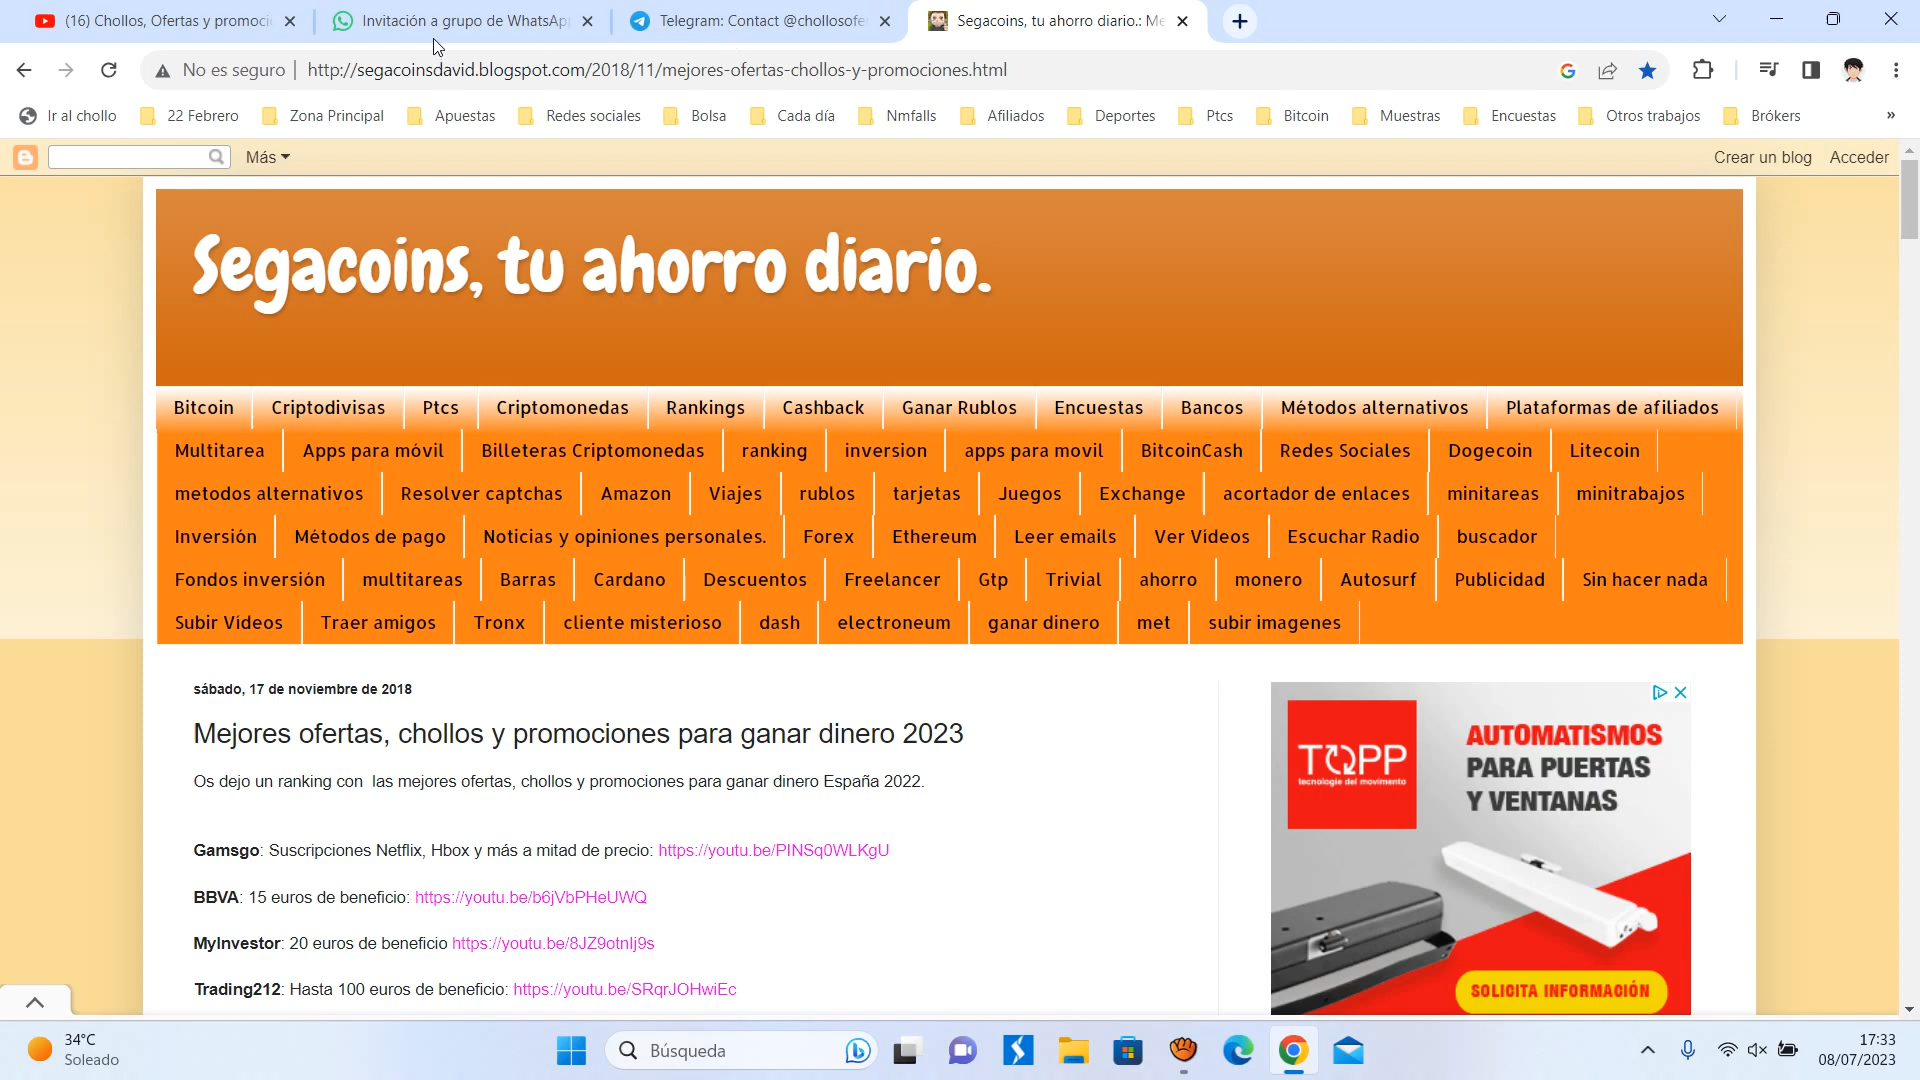 (16) Chollos, Ofertas y promoci
Invitación a grupo de WhatsAp
Telegram: Contact @chollosofe
Segacoins, tu ahorro diario.: Me
No es seguro
http://segacoinsdavid.blogspot.com/2018/11/mejores-ofertas-chollos-y-promociones.html
Ir al chollo
22 Febrero
Zona Principal
Apuestas
Redes sociales
Bolsa
Cada día
Nmfalls
Afiliados
Deportes
Ptcs
Bitcoin
Muestras
Encuestas
Otros trabajos
Brókers
»
Más
Crear un blog
Acceder
Segacoins, tu ahorro diario.
Bitcoin Criptodivisas Ptcs Criptomonedas Rankings Cashback Ganar Rublos Encuestas Bancos Métodos alternativos Plataformas de afiliados
Multitarea Apps para móvil Billeteras Criptomonedas ranking inversion apps para movil BitcoinCash Redes Sociales Dogecoin Litecoin
metodos alternativos Resolver captchas Amazon Viajes rublos tarjetas Juegos Exchange acortador de enlaces minitareas minitrabajos
Inversión Métodos de pago Noticias y opiniones personales. Forex Ethereum Leer emails Ver Vídeos Escuchar Radio buscador
Fondos inversión multitareas Barras Cardano Descuentos Freelancer Gtp Trivial ahorro monero Autosurf Publicidad Sin hacer nada
Subir Vídeos Traer amigos Tronx cliente misterioso dash electroneum ganar dinero met subir imagenes
sábado, 17 de noviembre de 2018
Mejores ofertas, chollos y promociones para ganar dinero 2023
Os dejo un ranking con las mejores ofertas, chollos y promociones para ganar dinero España 2022.
Gamsgo: Suscripciones Netflix, Hbox y más a mitad de precio: https://youtu.be/PINSq0WLKgU
BBVA: 15 euros de beneficio: https://youtu.be/b6jVbPHeUWQ
MyInvestor: 20 euros de beneficio https://youtu.be/8JZ9otnlj9s
Trading212: Hasta 100 euros de beneficio: https://youtu.be/SRqrJOHwiEc
TOPP
tecnologie del movimento
AUTOMATISMOS
PARA PUERTAS
Y VENTANAS
SOLICITA INFORMACIÓN
34°C
Soleado
Búsqueda
17:33
08/07/2023